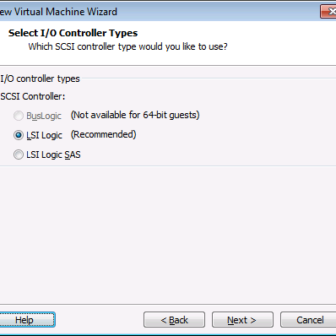 ew Virtual Machine Wizard
Select I/O Controller Types
Which SCSI controller type would you like to use?
I/O controller types
SCSI Controller:
BusLogic (Not available for 64-bit guests)
LSI Logic (Recommended)
LSI Logic SAS
Help < Back Next > Cancel